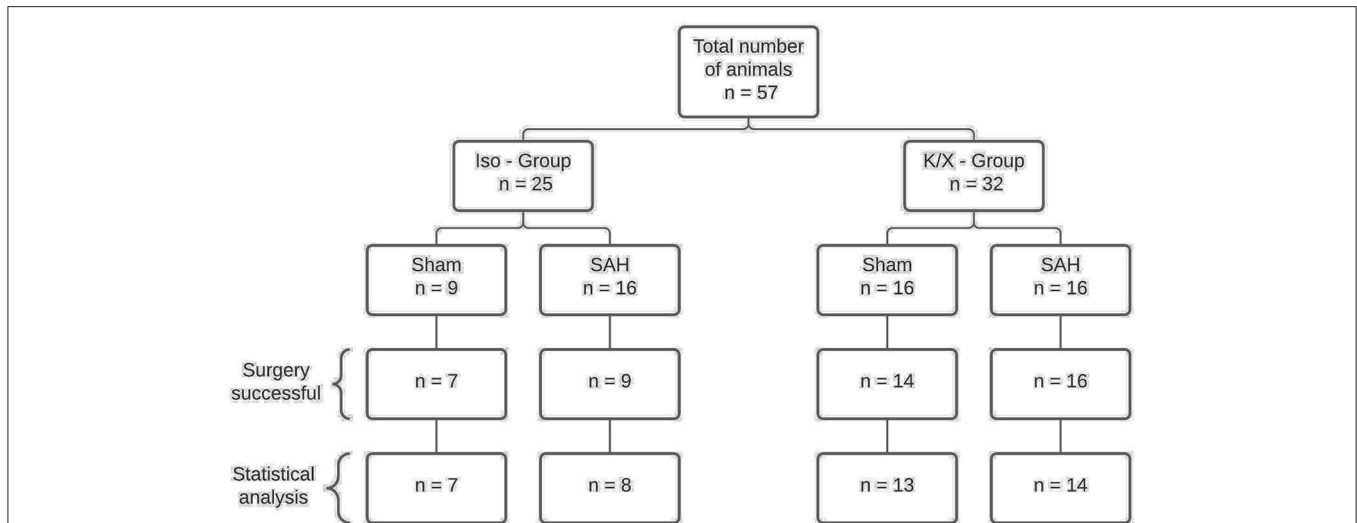 Total number
of animals
n = 57
Iso - Group
n = 25
K/X - Group
n = 32
Sham
n = 9
SAH
n = 16
Sham
n = 16
SAH
n = 16
Surgery
successful
n = 7
n = 9
n = 14
n = 16
Statistical
analysis
n = 7
n = 8
n = 13
n = 14